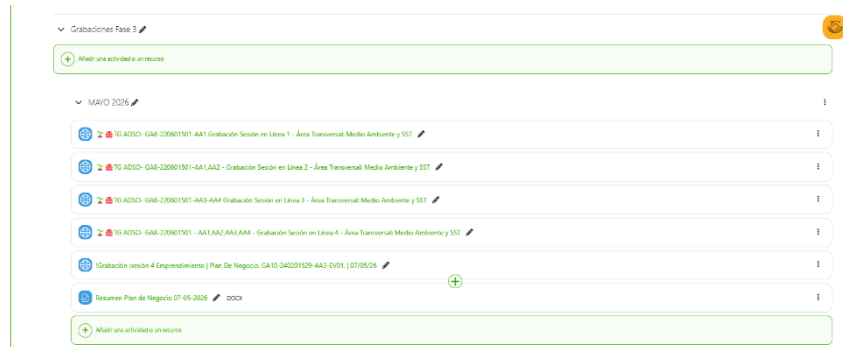 Grabaciones Fase 3
Añadir una actividad o un recurso
MAYO 2026
TG ADSO- GA8-220601501-AA1 Grabación Sesión en Línea 1 - Área Transversal: Medio Ambiente y SST
TG ADSO- GA8-220601501-AA1,AA2 - Grabación Sesión en Línea 2 - Área Transversal: Medio Ambiente y SST
TG ADSO- GA8-220601501-AA3-AA4 Grabación Sesión en Línea 3 - Área Transversal: Medio Ambiente y SST
TG ADSO- GA8-220601501 - AA1,AA2,AA3,AA4 - Grabación Sesión en Línea 4 - Área Transversal: Medio Ambiente y SST
!Grabación ¡sesión 4 Emprendimiento | Plan De Negocio. GA10-240201529-AA3-EV01. | 07/05/26
Resumen Plan de Negocio 07-05-2026 DOCX
Añadir una actividad o un recurso